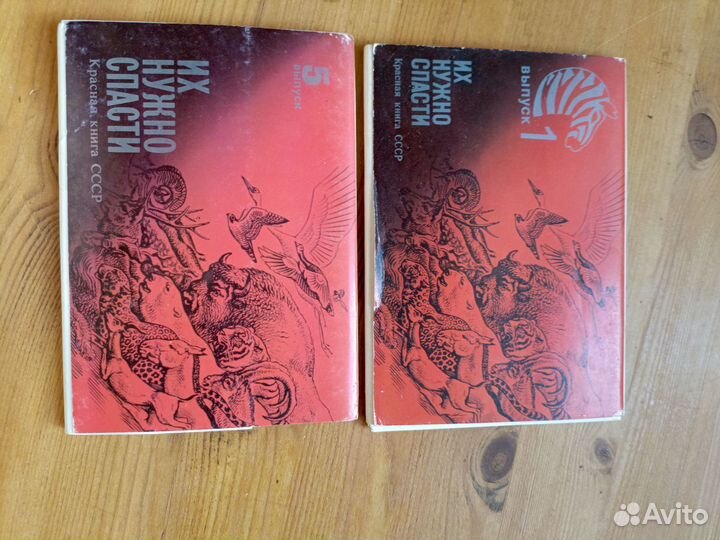 5
выпуск
ИХ
НУЖНО
СПАСТИ
Красная книга СССР
выпуск 1
ИХ
НУЖНО
СПАСТИ
Красная книга СССР
Avito